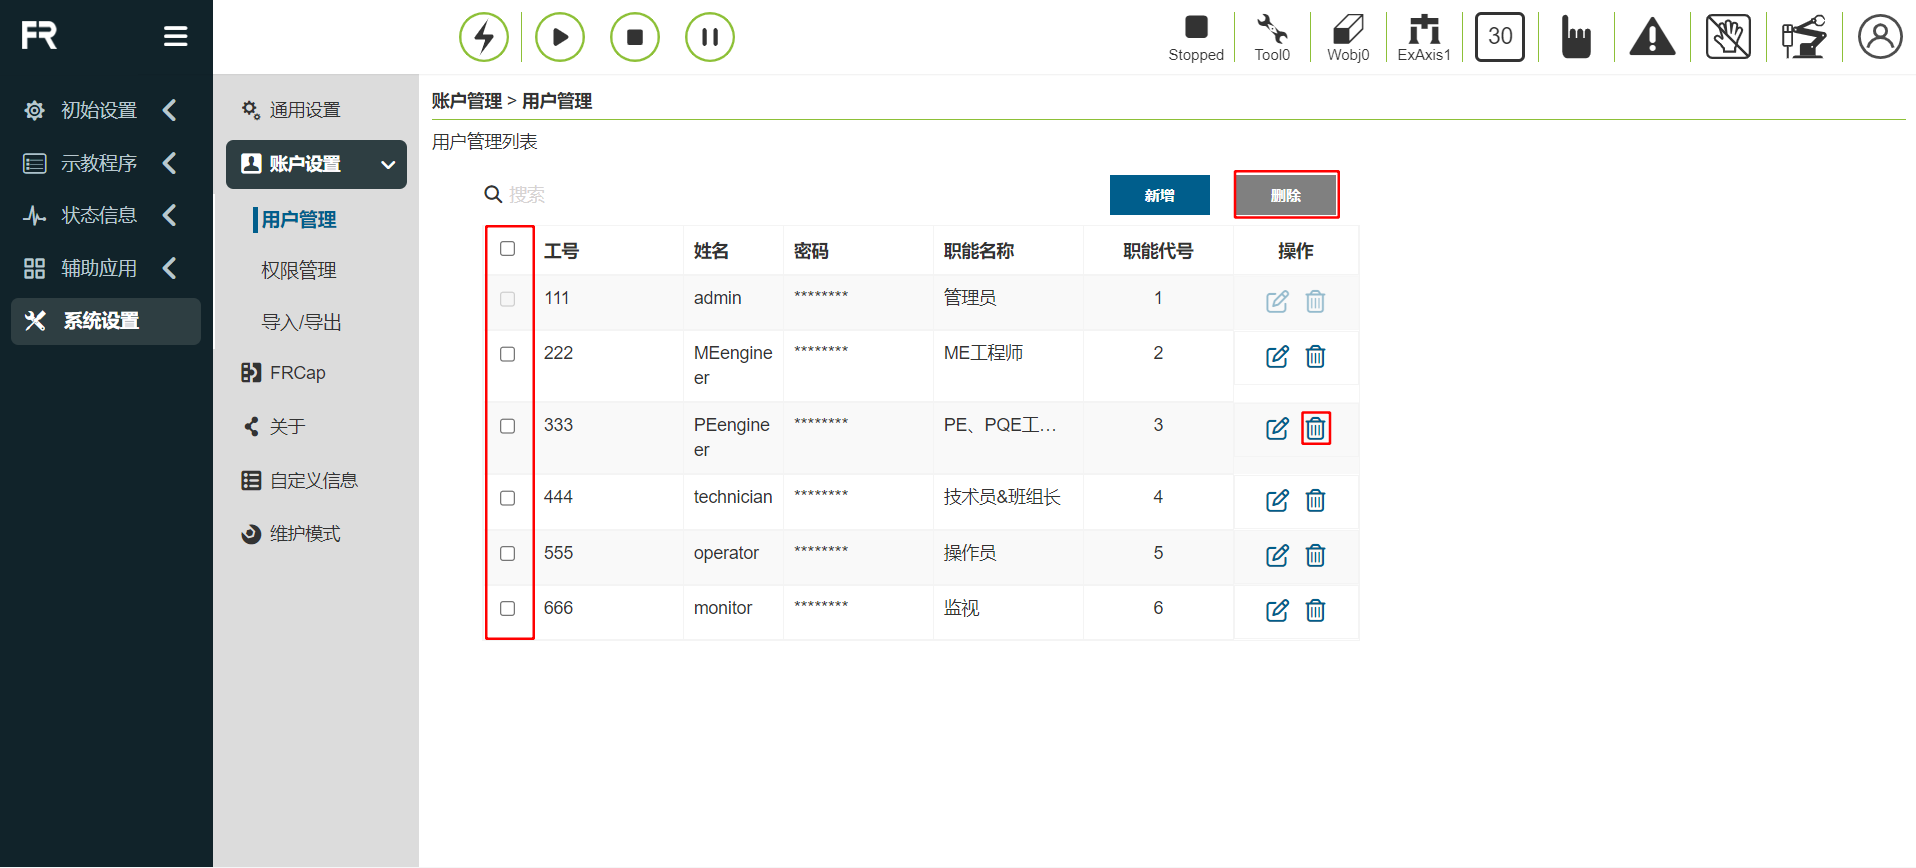 FR
Stopped
Tool0
Wobj0
ExAxis1
30
初始设置
示教程序
状态信息
辅助应用
系统设置
通用设置
账户设置
用户管理
权限管理
导入/导出
FRCap
关于
自定义信息
维护模式
账户管理 > 用户管理
用户管理列表
搜索
新增
删除
工号 姓名 密码 职能名称 职能代号 操作
111 admin ******** 管理员 1
222 MEengine ******** ME工程师 2
er
333 PEengine ******** PE、PQE工… 3
er
444 technician ******** 技术员&班组长 4
555 operator ******** 操作员 5
666 monitor ******** 监视 6